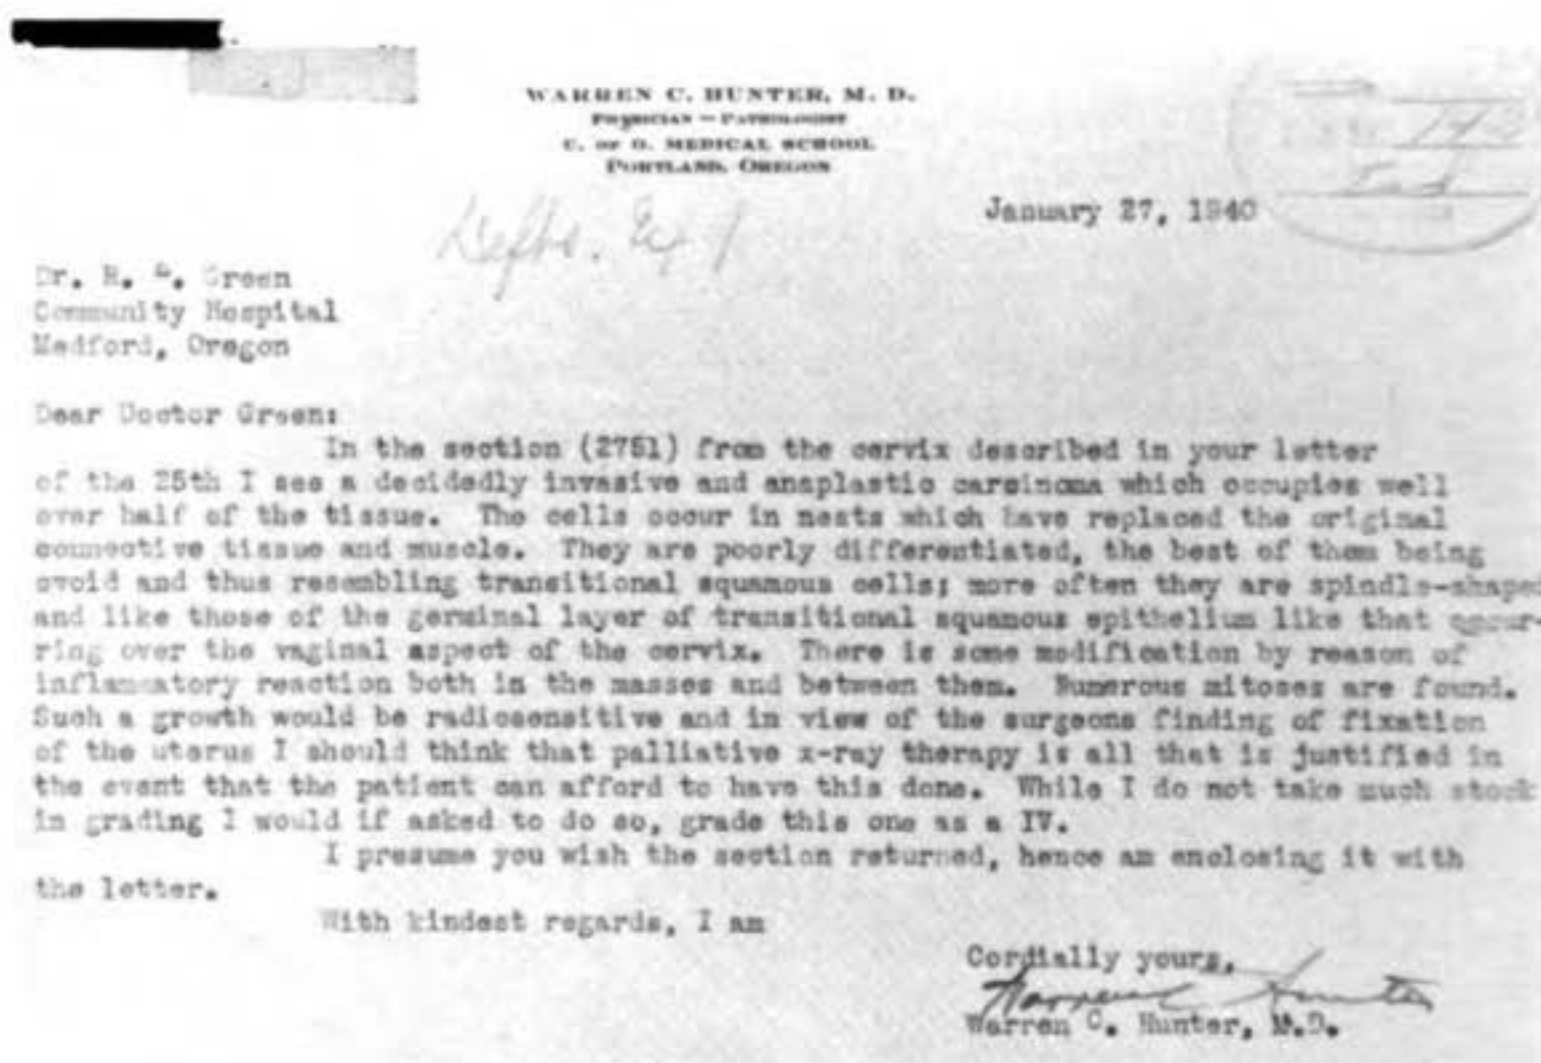 WARREN C. HUNTER, M. D.
PHYSICIAN — PATHOLOGIST
U. OF O. MEDICAL SCHOOL
PORTLAND, OREGON
January 27, 1940
Defts. Ex 1
Dr. R. E. Green
Community Hospital
Medford, Oregon
Dear Doctor Green:
In the section (2751) from the cervix described in your letter
of the 25th I see a decidedly invasive and anaplastic carcinoma which occupies well
over half of the tissue. The cells occur in nests which have replaced the original
connective tissue and muscle. They are poorly differentiated, the best of them being
ovoid and thus resembling transitional squamous cells; more often they are spindle-shaped
and like those of the germinal layer of transitional squamous epithelium like that occur-
ring over the vaginal aspect of the cervix. There is some modification by reason of
inflammatory reaction both in the masses and between them. Numerous mitoses are found.
Such a growth would be radiosensitive and in view of the surgeons finding of fixation
of the uterus I should think that palliative x-ray therapy is all that is justified in
the event that the patient can afford to have this done. While I do not take much stock
in grading I would if asked to do so, grade this one as a IV.
I presume you wish the section returned, hence am enclosing it with
the letter.
With kindest regards, I am
Cordially yours,
Warren C Hunter
Warren C. Hunter, M.D.